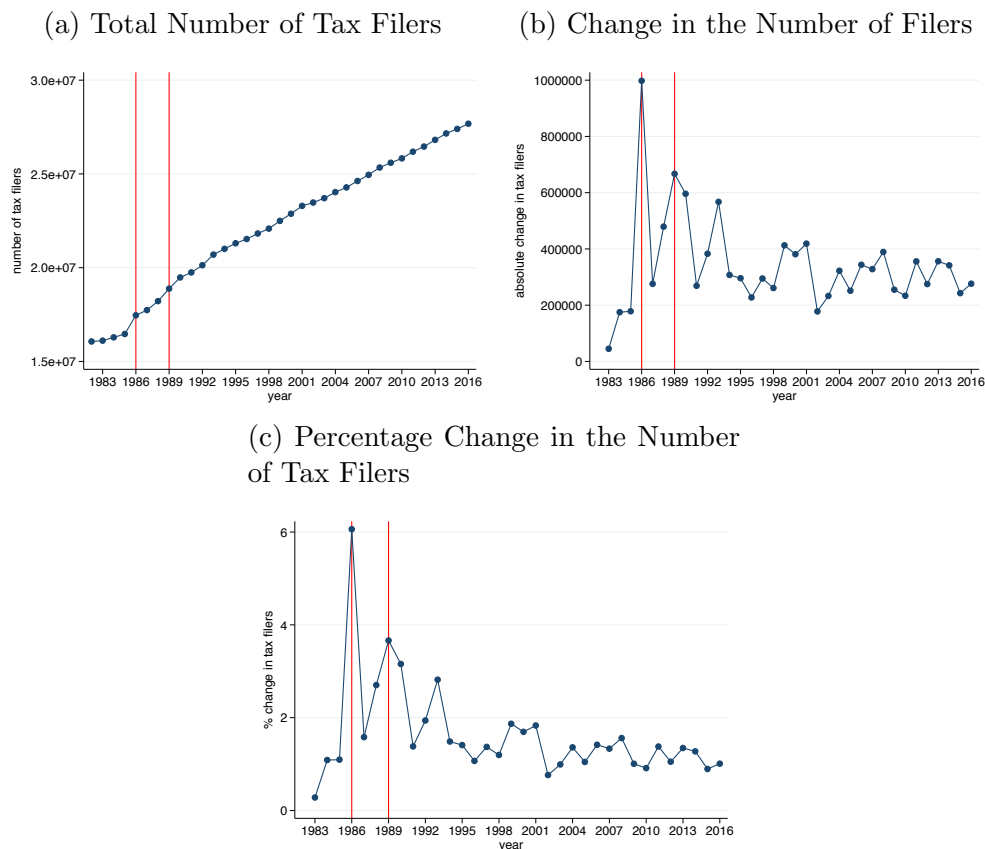 (a) Total Number of Tax Filers
(b) Change in the Number of Filers
3.0e+07
2.5e+07
2.0e+07
1.5e+07
number of tax filers
1983 1986 1989 1992 1995 1998 2001 2004 2007 2010 2013 2016
year
1000000
800000
600000
400000
200000
0
absolute change in tax filers
1983 1986 1989 1992 1995 1998 2001 2004 2007 2010 2013 2016
year
(c) Percentage Change in the Number
of Tax Filers
6
4
2
0
% change in tax filers
1983 1986 1989 1992 1995 1998 2001 2004 2007 2010 2013 2016
year